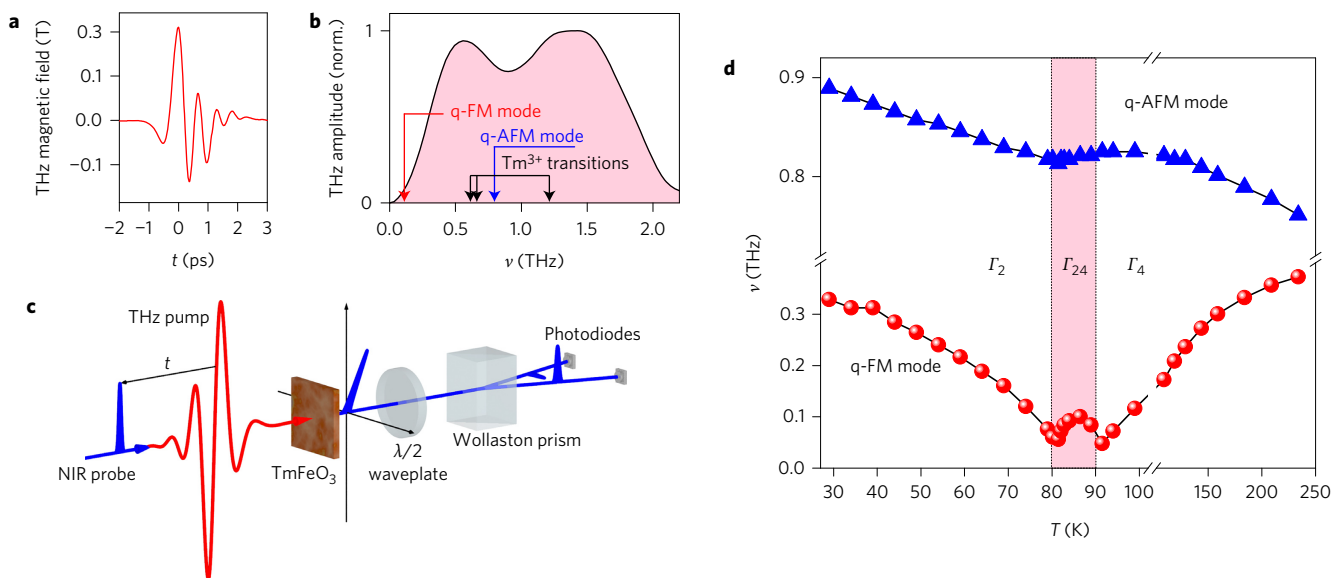 a
THz magnetic field (T)
0.3
0.1
0.0
−0.1
−2 −1 0 1 2 3
t (ps)
b
THz amplitude (norm.)
1
0
q-FM mode
q-AFM mode
Tm³⁺ transitions
0.0 0.5 1.0 1.5 2.0
ν (THz)
c
THz pump
t
NIR probe
TmFeO₃
λ/2
waveplate
Wollaston prism
Photodiodes
d
ν (THz)
0.9
0.8
0.3
0.2
0.1
0.0
q-AFM mode
Γ₂ Γ₂₄ Γ₄
q-FM mode
30 40 50 60 70 80 90 100 150 200 250
T (K)